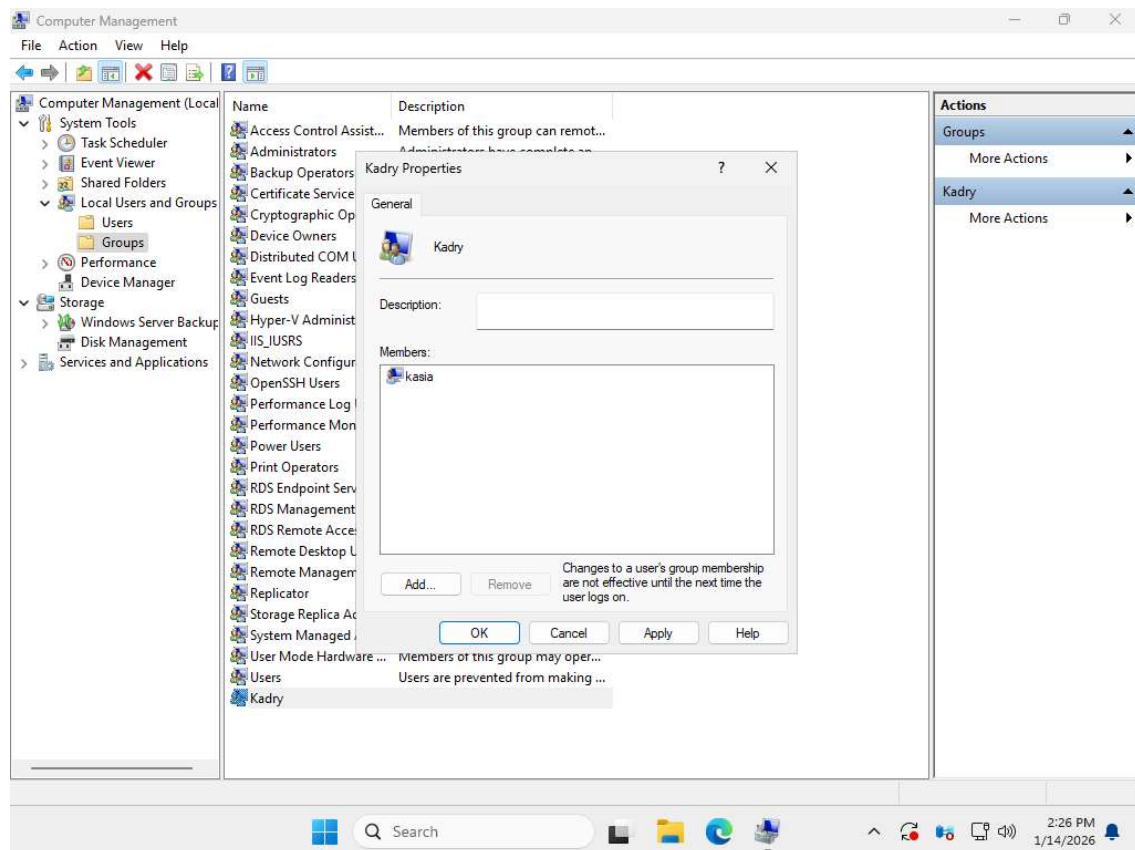 Computer Management
File Action View Help
Computer Management (Local
System Tools
Task Scheduler
Event Viewer
Shared Folders
Local Users and Groups
Users
Groups
Performance
Device Manager
Storage
Windows Server Backup
Disk Management
Services and Applications
Name Description
Access Control Assist... Members of this group can remot...
Administrators Administrators have complete an...
Backup Operators
Certificate Service
Cryptographic Op
Device Owners
Distributed COM U
Event Log Readers
Guests
Hyper-V Administ
IIS_IUSRS
Network Configur
OpenSSH Users
Performance Log
Performance Mon
Power Users
Print Operators
RDS Endpoint Serv
RDS Management
RDS Remote Acces
Remote Desktop U
Remote Managem
Replicator
Storage Replica Ad
System Managed
User Mode Hardware ... Members of this group may oper...
Users Users are prevented from making ...
Kadry
Kadry Properties ?
General
Kadry
Description:
Members:
kasia
Add... Remove
Changes to a user's group membership
are not effective until the next time the
user logs on.
OK Cancel Apply Help
Actions
Groups
More Actions
Kadry
More Actions
Search
2:26 PM
1/14/2026